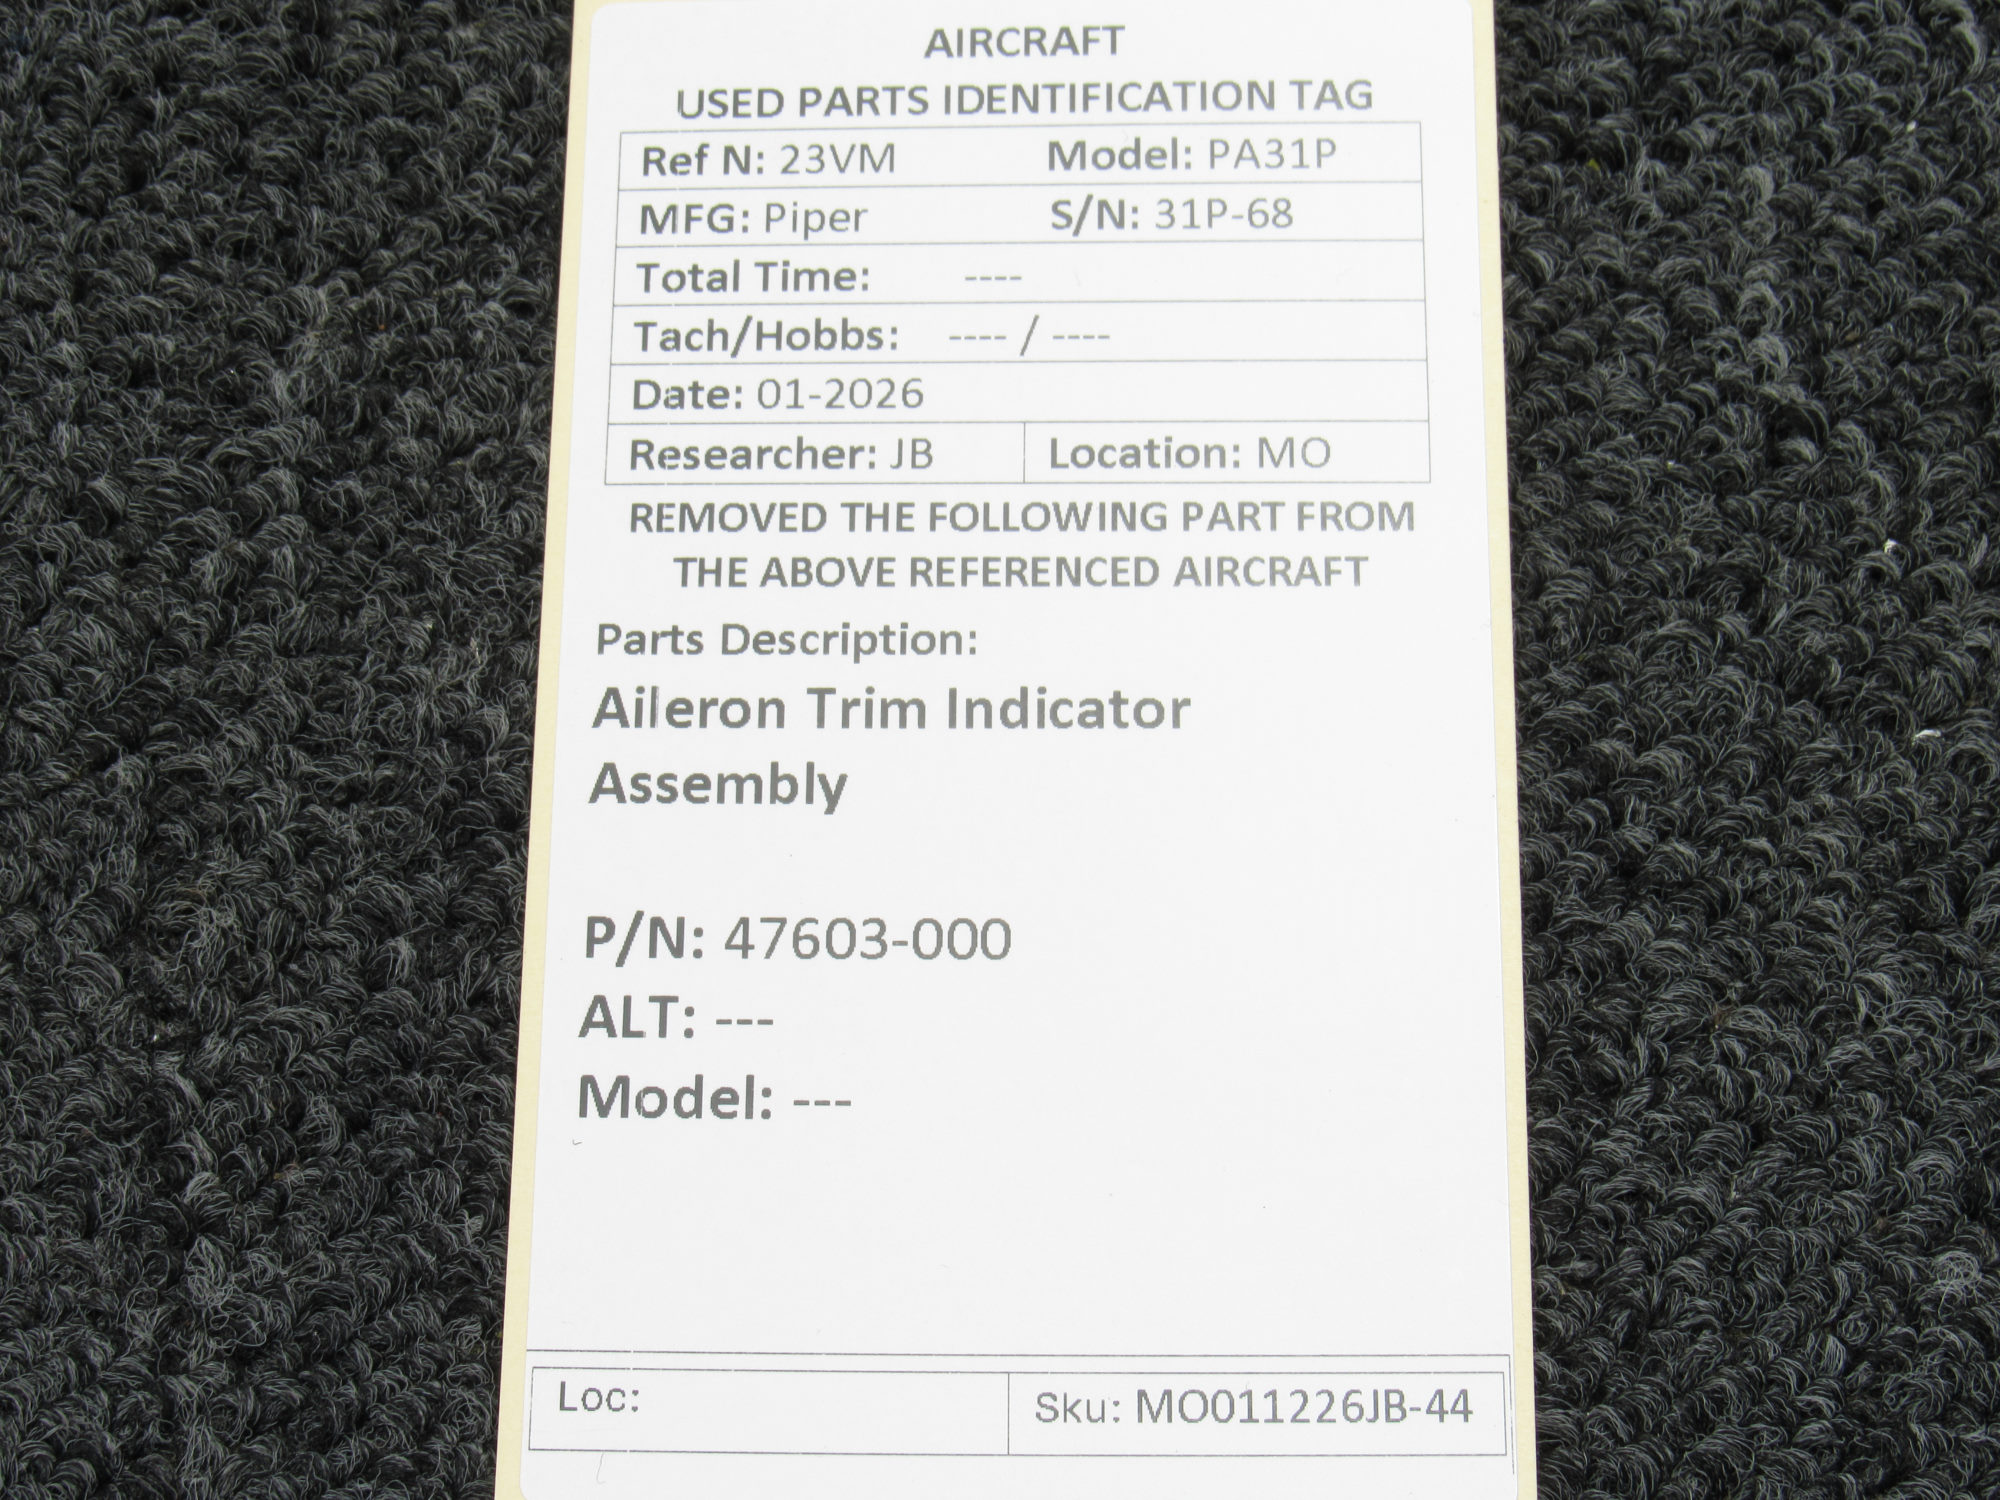 AIRCRAFT
USED PARTS IDENTIFICATION TAG
Ref N: 23VM Model: PA31P
MFG: Piper S/N: 31P-68
Total Time: ----
Tach/Hobbs: ---- / ----
Date: 01-2026
Researcher: JB Location: MO
REMOVED THE FOLLOWING PART FROM
THE ABOVE REFERENCED AIRCRAFT
Parts Description:
Aileron Trim Indicator
Assembly
P/N: 47603-000
ALT: ---
Model: ---
Loc: Sku: MO011226JB-44